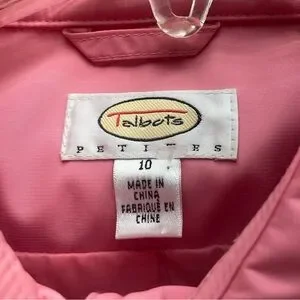 Talbots
PETITES
10
MADE IN
CHINA
FABRIQUÉ EN
CHINE